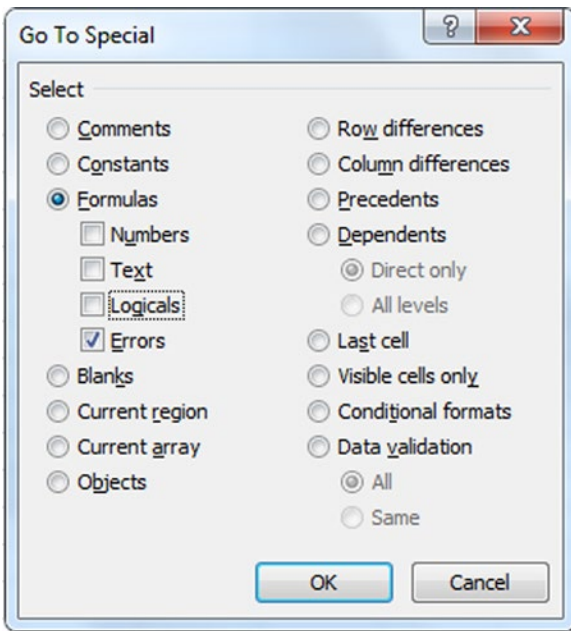 Go To Special
Select
Comments
Constants
Formulas
Numbers
Text
Logicals
Errors
Blanks
Current region
Current array
Objects
Row differences
Column differences
Precedents
Dependents
Direct only
All levels
Last cell
Visible cells only
Conditional formats
Data validation
All
Same
OK
Cancel